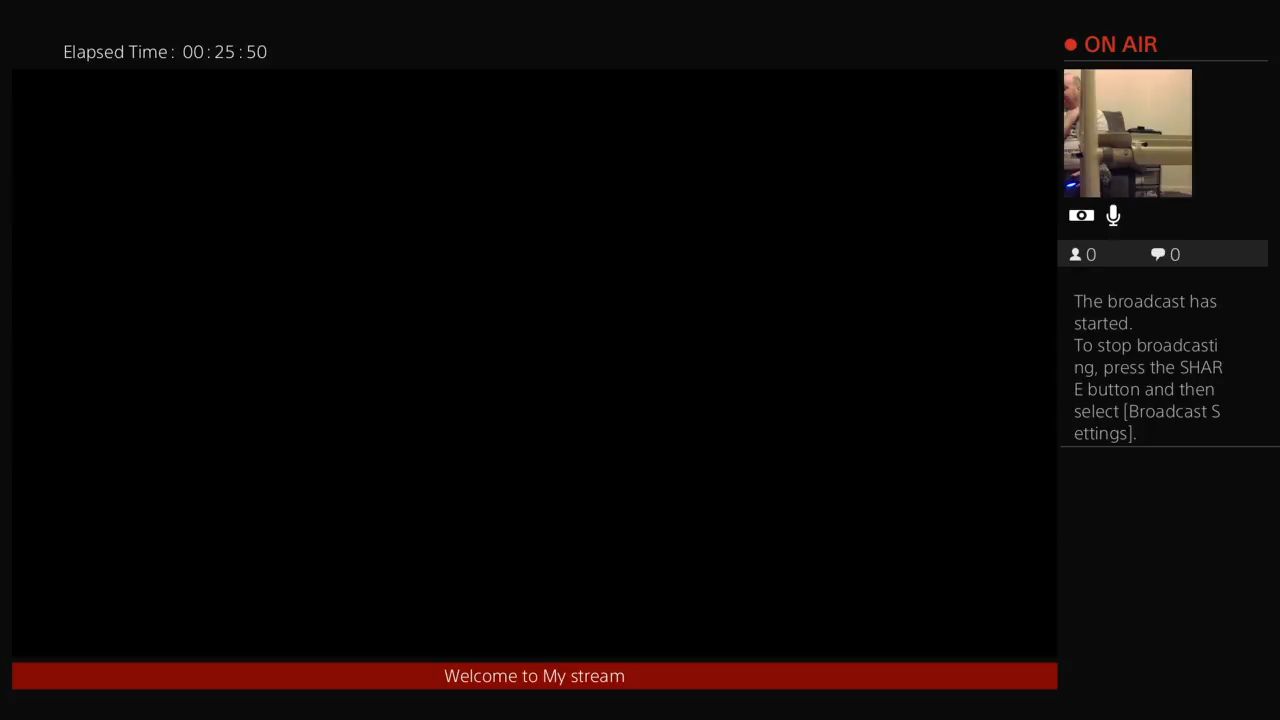 Elapsed Time: 00:25:50
ON AIR
0 0
The broadcast has
started.
To stop broadcasti
ng, press the SHAR
E button and then
select [Broadcast S
ettings].
Welcome to My stream